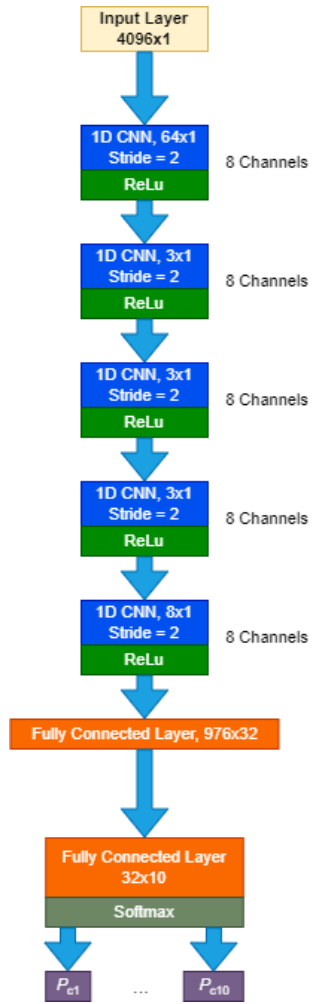 Input Layer
4096x1
1D CNN, 64x1
Stride = 2
ReLu
8 Channels
1D CNN, 3x1
Stride = 2
ReLu
8 Channels
1D CNN, 3x1
Stride = 2
ReLu
8 Channels
1D CNN, 3x1
Stride = 2
ReLu
8 Channels
1D CNN, 8x1
Stride = 2
ReLu
8 Channels
Fully Connected Layer, 976x32
Fully Connected Layer
32x10
Softmax
Pc1 ... Pc10